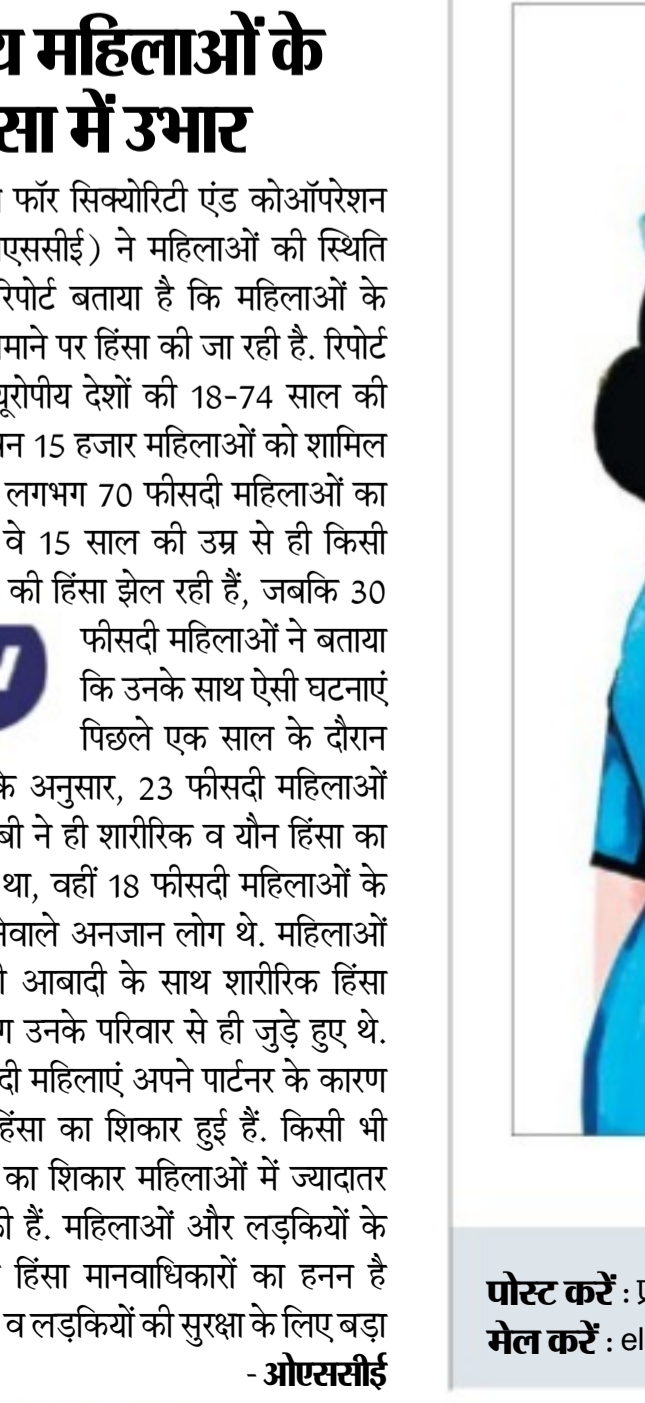 महिलाओं के
में उभार
फॉर सिक्योरिटी एंड कोऑपरेशन
ने महिलाओं की स्थिति
रिपोर्ट बताया है कि महिलाओं के
पर हिंसा की जा रही है. रिपोर्ट
यूरोपीय देशों की 18-74 साल की
15 हजार महिलाओं को शामिल
लगभग 70 फीसदी महिलाओं का
वे 15 साल की उम्र से ही किसी
की हिंसा झेल रही हैं, जबकि 30
फीसदी महिलाओं ने बताया
कि उनके साथ ऐसी घटनाएं
पिछले एक साल के दौरान
के अनुसार, 23 फीसदी महिलाओं
ने ही शारीरिक व यौन हिंसा का
था, वहीं 18 फीसदी महिलाओं के
अनजान लोग थे. महिलाओं
आबादी के साथ शारीरिक हिंसा
उनके परिवार से ही जुड़े हुए थे.
महिलाएं अपने पार्टनर के कारण
हिंसा का शिकार हुई हैं. किसी भी
का शिकार महिलाओं में ज्यादातर
हैं. महिलाओं और लड़कियों के
हिंसा मानवाधिकारों का हनन है
व लड़कियों की सुरक्षा के लिए बड़ा
- ओएससीई
पोस्ट करें :
मेल करें : el